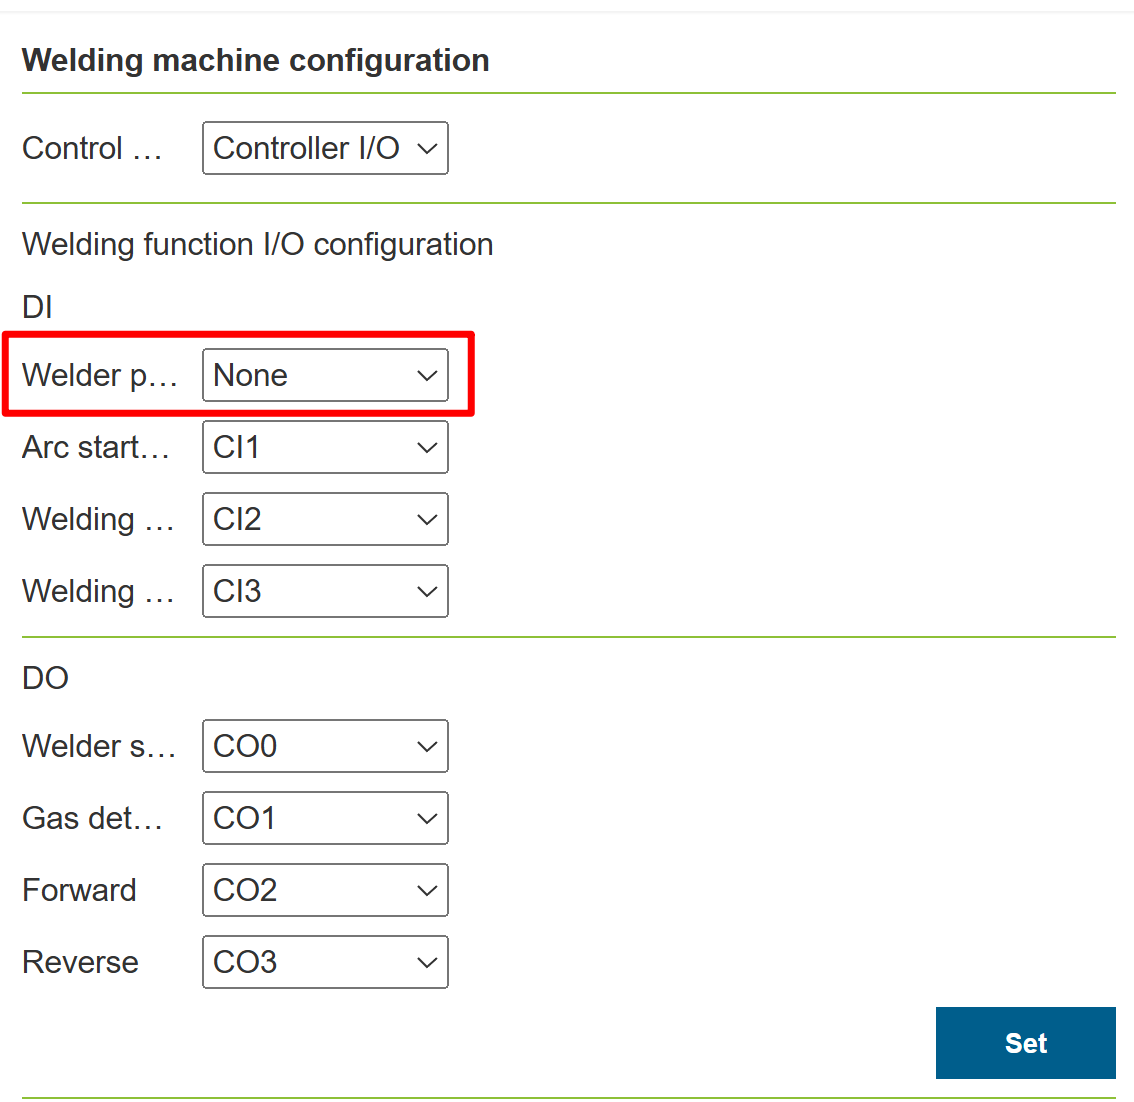 Welding machine configuration
Control … Controller I/O
Welding function I/O configuration
DI
Welder p… None
Arc start… CI1
Welding … CI2
Welding … CI3
DO
Welder s… CO0
Gas det… CO1
Forward CO2
Reverse CO3
Set